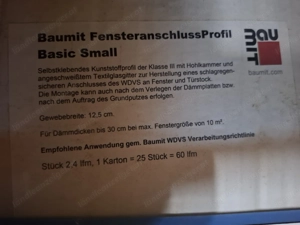 Baumit FensteranschlussProfil
Basic Small
Selbstklebendes Kunststoffprofil der Klasse III mit Hohlkammer und
angeschweißtem Textilglasgitter zur Herstellung eines schlagregen-
sicheren Anschlusses des WDVS an Fenster und Türstock.
Die Montage kann auch nach dem Verlegen der Dämmplatten bzw.
nach dem Auftrag des Grundputzes erfolgen.
Gewebebreite: 12,5 cm.
Für Dämmdicken bis 30 cm bei max. Fenstergröße von 10 m².
Empfohlene Anwendung gem. Baumit WDVS Verarbeitungsrichtlinie
Stück 2,4 lfm, 1 Karton = 25 Stück = 60 lfm
BAU
MIT
baumit.com